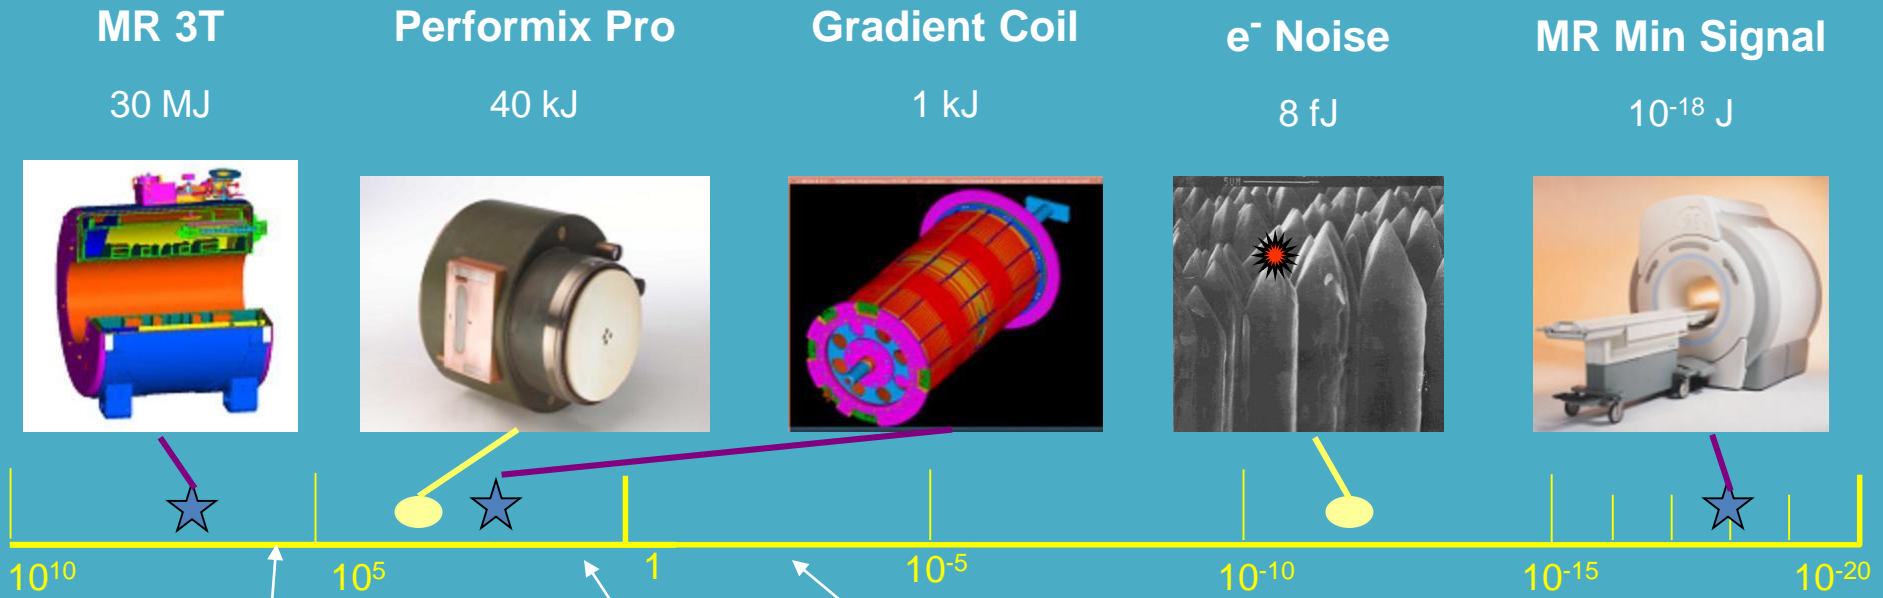 MR 3T
Performix Pro
Gradient Coil
e⁻ Noise
MR Min Signal
30 MJ
40 kJ
1 kJ
8 fJ
10⁻¹⁸ J
5UM
10¹⁰
10⁵
1
10⁻⁵
10⁻¹⁰
10⁻¹⁵
10⁻²⁰